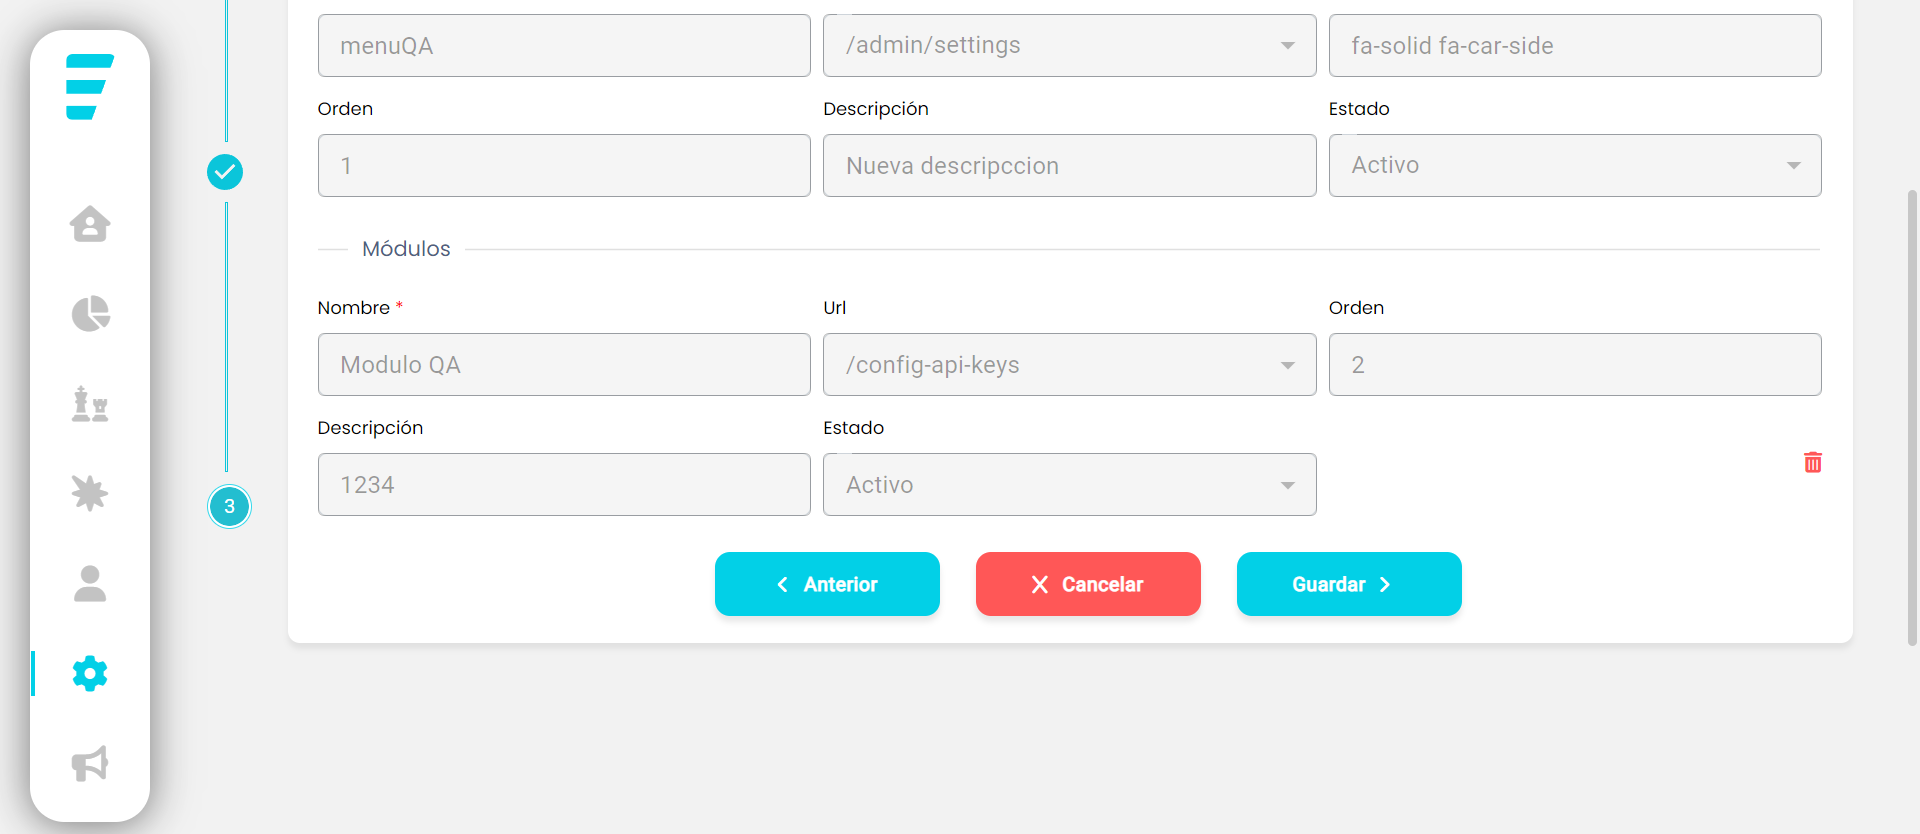 menuQA
/admin/settings
fa-solid fa-car-side
Orden
Descripción
Estado
1
Nueva descripccion
Activo
Módulos
Nombre *
Url
Orden
Modulo QA
/config-api-keys
2
Descripción
Estado
1234
Activo
3
Anterior
Cancelar
Guardar